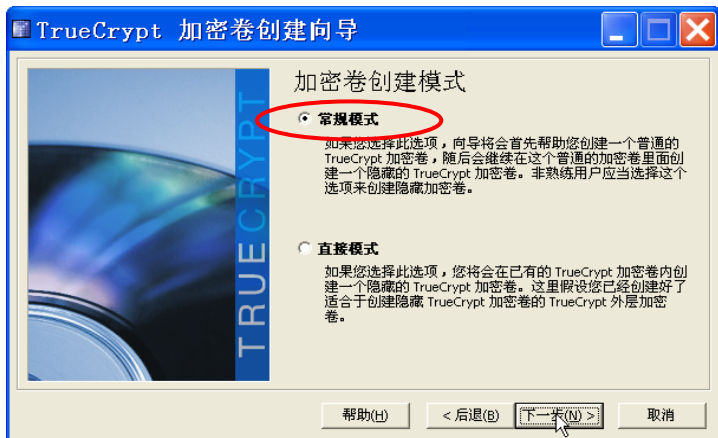 TrueCrypt 加密卷创建向导
加密卷创建模式
常规模式
如果您选择此选项，向导将会首先帮助您创建一个普通的
TrueCrypt 加密卷，随后会继续在这个普通的加密卷里面创
建一个隐藏的 TrueCrypt 加密卷。非熟练用户应当选择这个
选项来创建隐藏加密卷。
直接模式
如果您选择此选项，您将会在已有的 TrueCrypt 加密卷内创
建一个隐藏的 TrueCrypt 加密卷。这里假设您已经创建好了
适合于创建隐藏 TrueCrypt 加密卷的 TrueCrypt 外层加密
卷。
TRUECRYPT
帮助(H)
< 后退(B)
下一步(N) >
取消